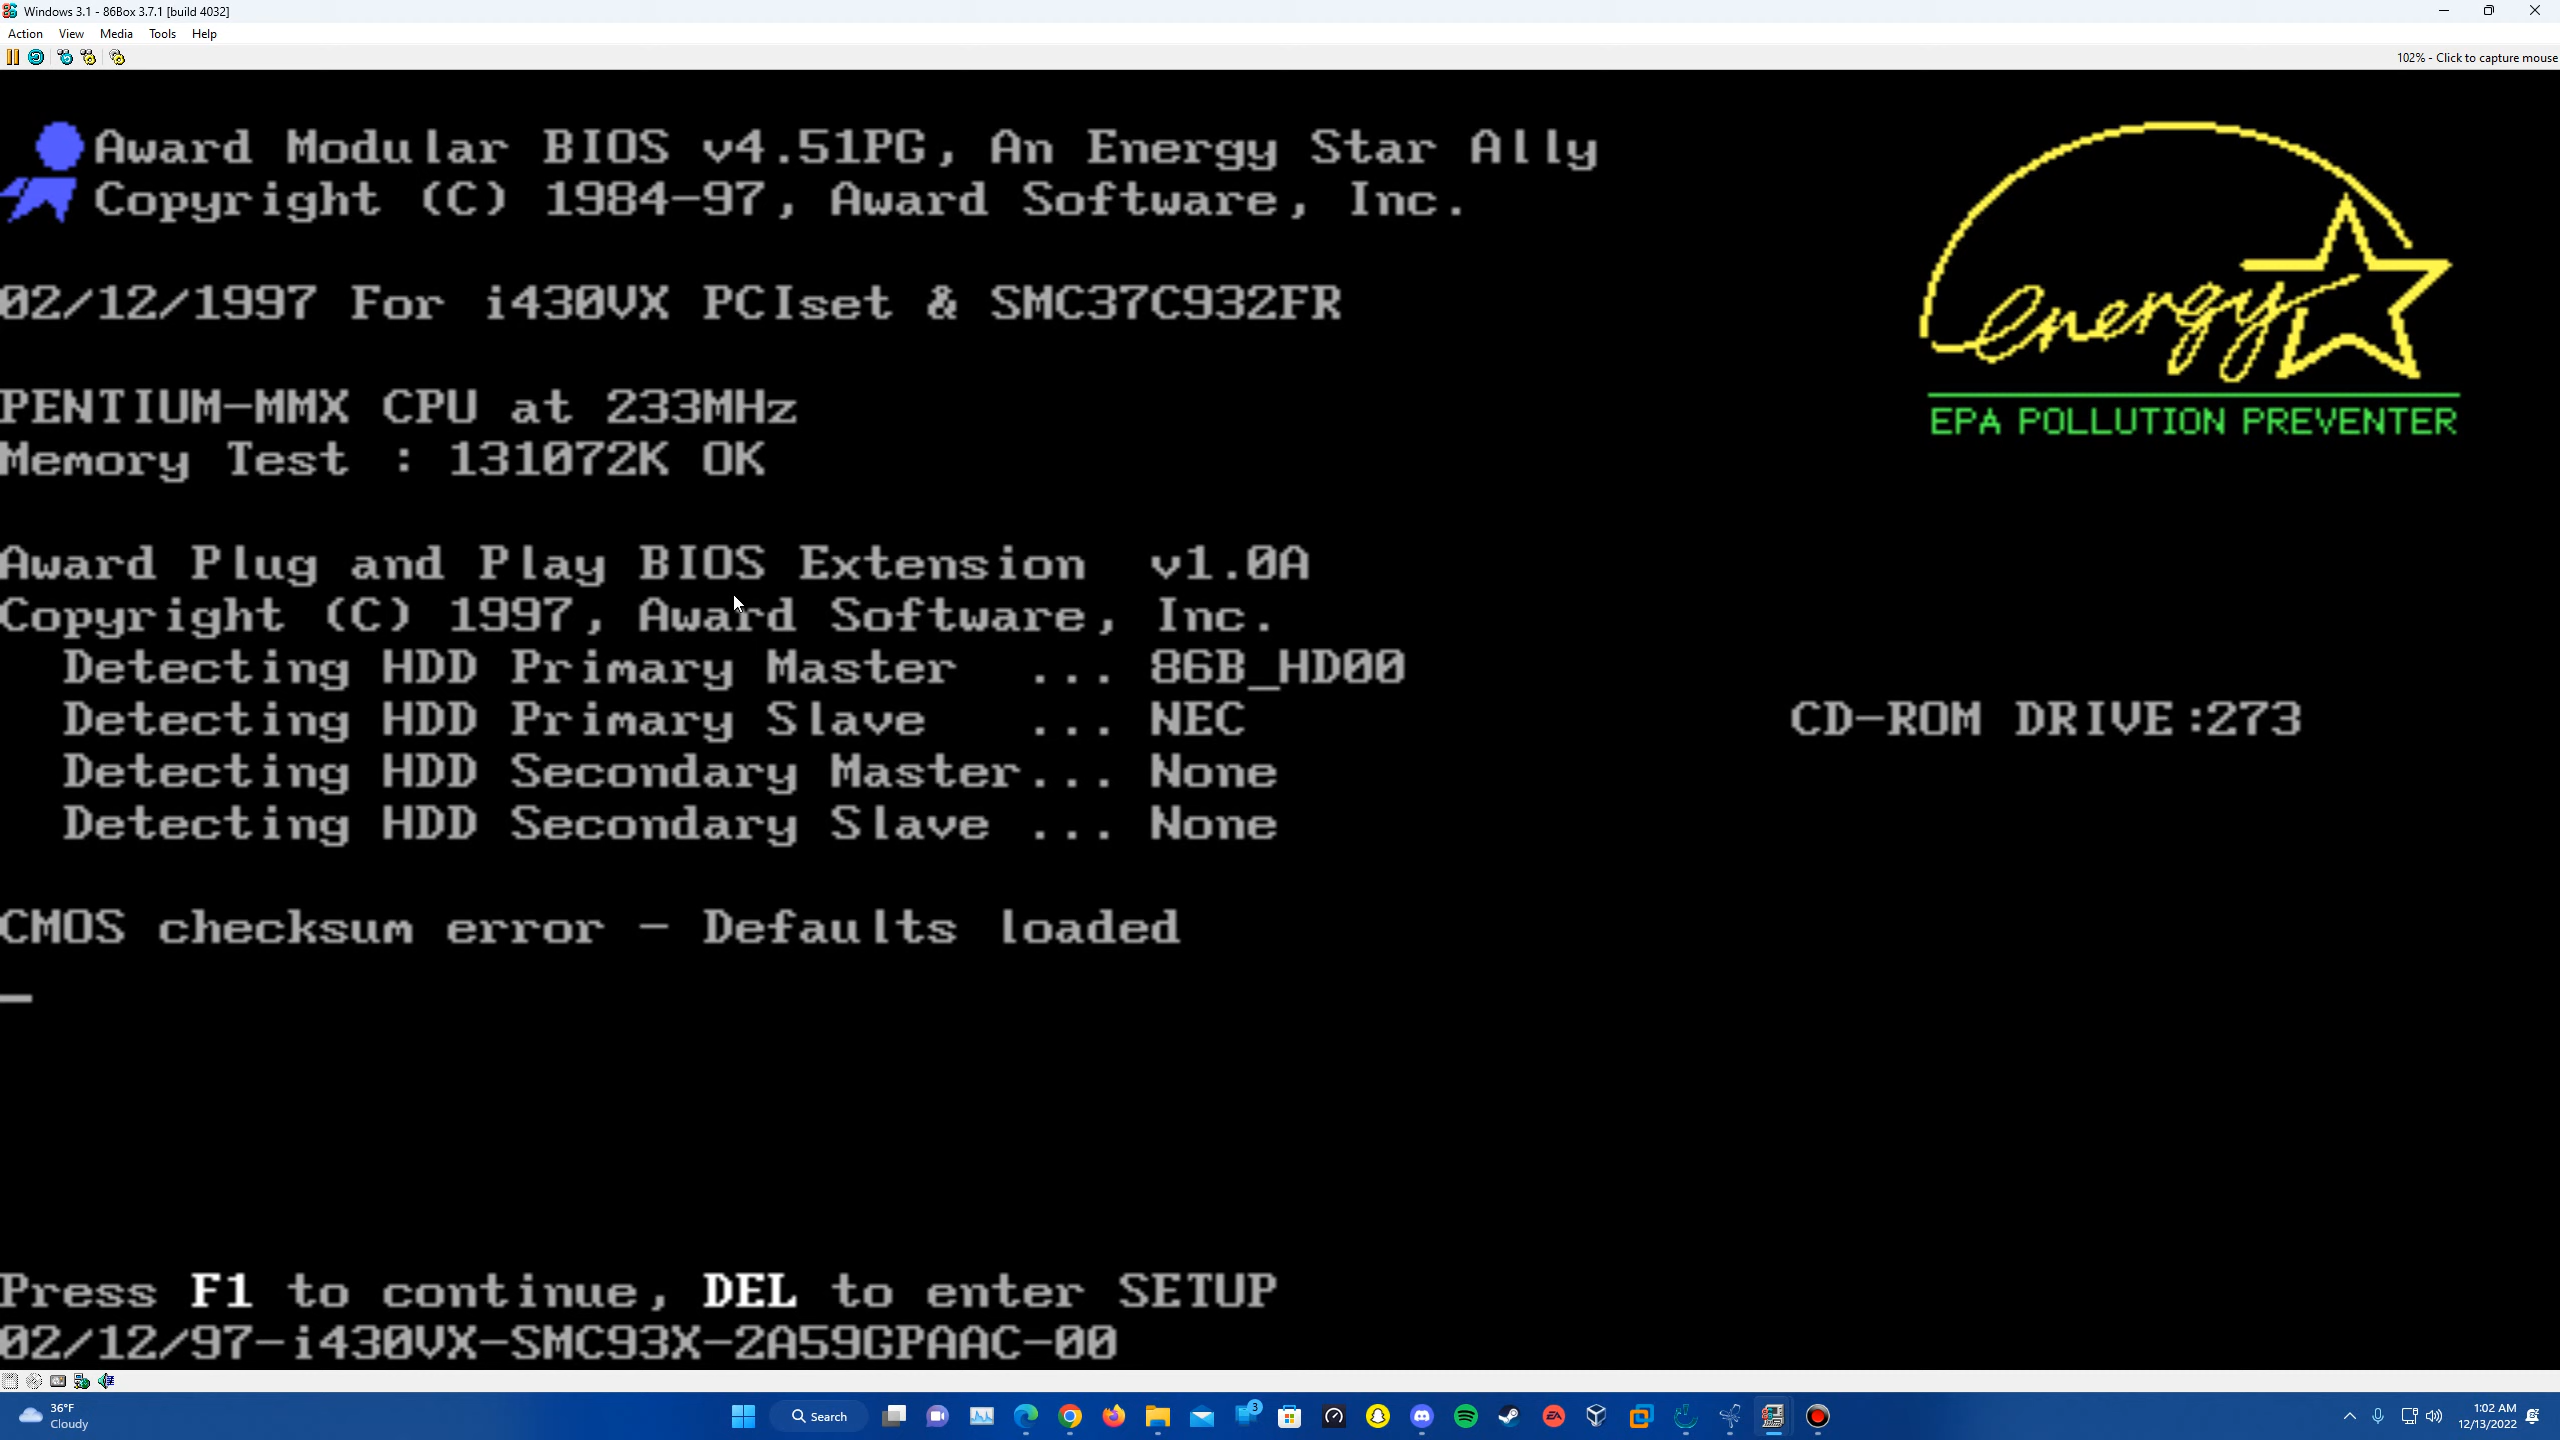 Windows 3.1 - 86Box 3.7.1 [build 4032]
Action View Media Tools Help
102% - Click to capture mouse
Award Modular BIOS v4.51PG, An Energy Star Ally
Copyright (C) 1984-97, Award Software, Inc.
energy
EPA POLLUTION PREVENTER
02/12/1997 For i430VX PCIset & SMC37C932FR
PENTIUM-MMX CPU at 233MHz
Memory Test : 131072K OK
Award Plug and Play BIOS Extension v1.0A
Copyright (C) 1997, Award Software, Inc.
Detecting HDD Primary Master ... 86B_HD00
Detecting HDD Primary Slave ... NEC CD-ROM DRIVE:273
Detecting HDD Secondary Master... None
Detecting HDD Secondary Slave ... None
CMOS checksum error - Defaults loaded
Press F1 to continue, DEL to enter SETUP
02/12/97-i430VX-SMC93X-2A59GPAAC-00
36°F
Cloudy
Search
3
EA
1:02 AM
12/13/2022